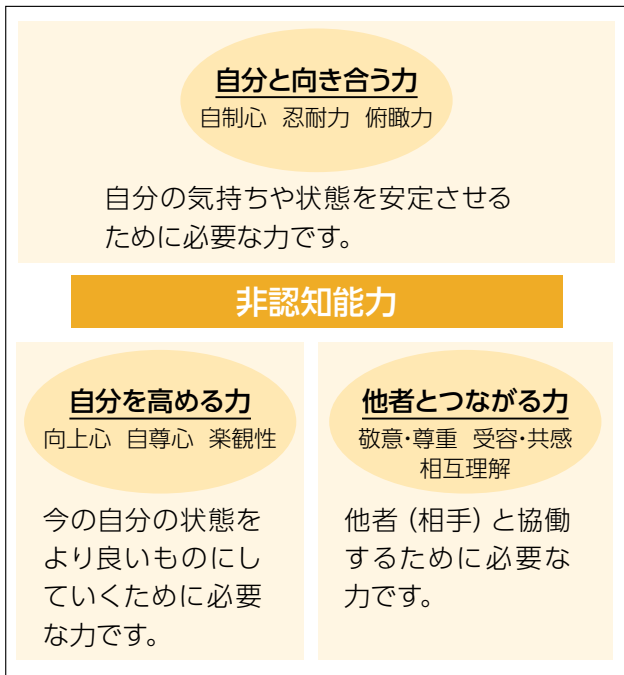 自分と向き合う力
自制心 忍耐力 俯瞰力
自分の気持ちや状態を安定させる
ために必要な力です。
非認知能力
自分を高める力
向上心 自尊心 楽観性
今の自分の状態を
より良いものにし
ていくために必要
な力です。
他者とつながる力
敬意・尊重 受容・共感
相互理解
他者（相手）と協働
するために必要な
力です。